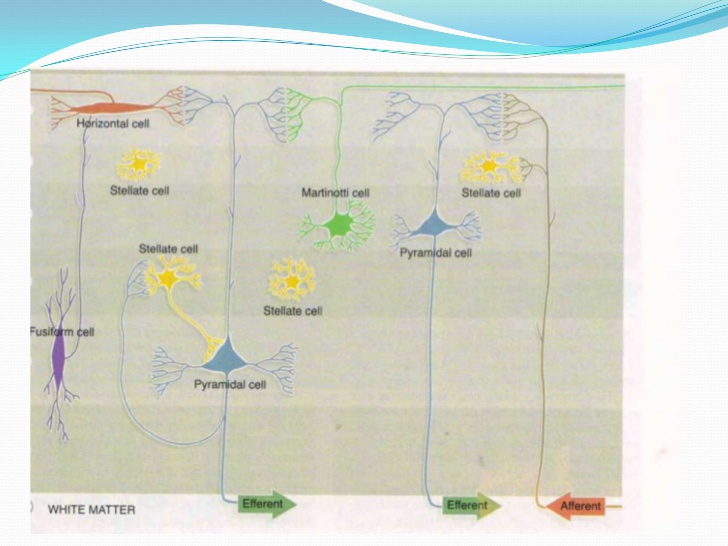 Horizontal cell
Stellate cell
Martinotti cell
Stellate cell
Stellate cell
Pyramidal cell
Stellate cell
Fusiform cell
Pyramidal cell
Efferent
Efferent
Afferent
WHITE MATTER